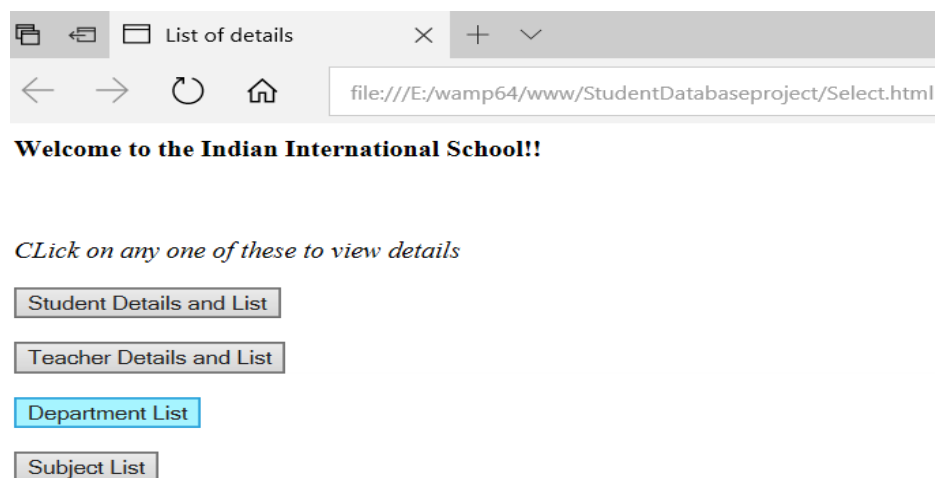 List of details
file:///E:/wamp64/www/StudentDatabaseproject/Select.html
Welcome to the Indian International School!!
CLick on any one of these to view details
Student Details and List
Teacher Details and List
Department List
Subject List